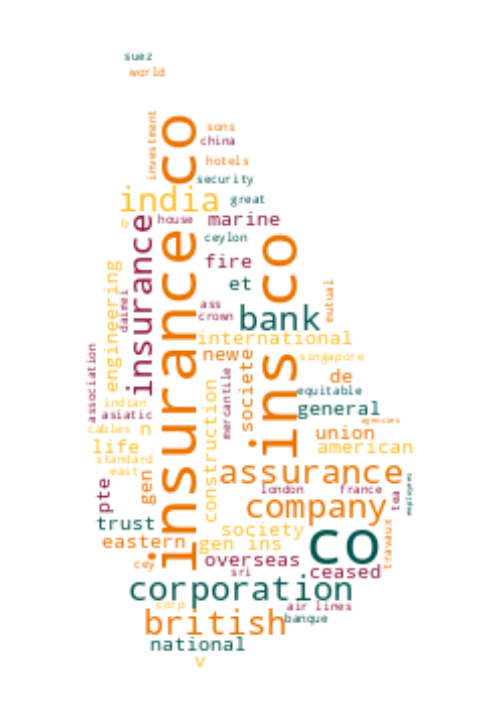 suez
world
investment
insurance co
sons
china
hotels
security
india
great
house
marine
insurance
ceylon
ins co
fire
et
engineering
daimei
ass
crown
mutual
bank
international
new
singapore
association
societe
mercantile
de
equitable
construction
indian
general
asiatic
agencies
cables
n
union
life
american
standard
east
assurance
gen
pte
london
france
tea
employees
company
trust
society
co
travaux
eastern
gen ins
overseas
cey
sri
ceased
corporation
corp
air lines
british
banque
national
v